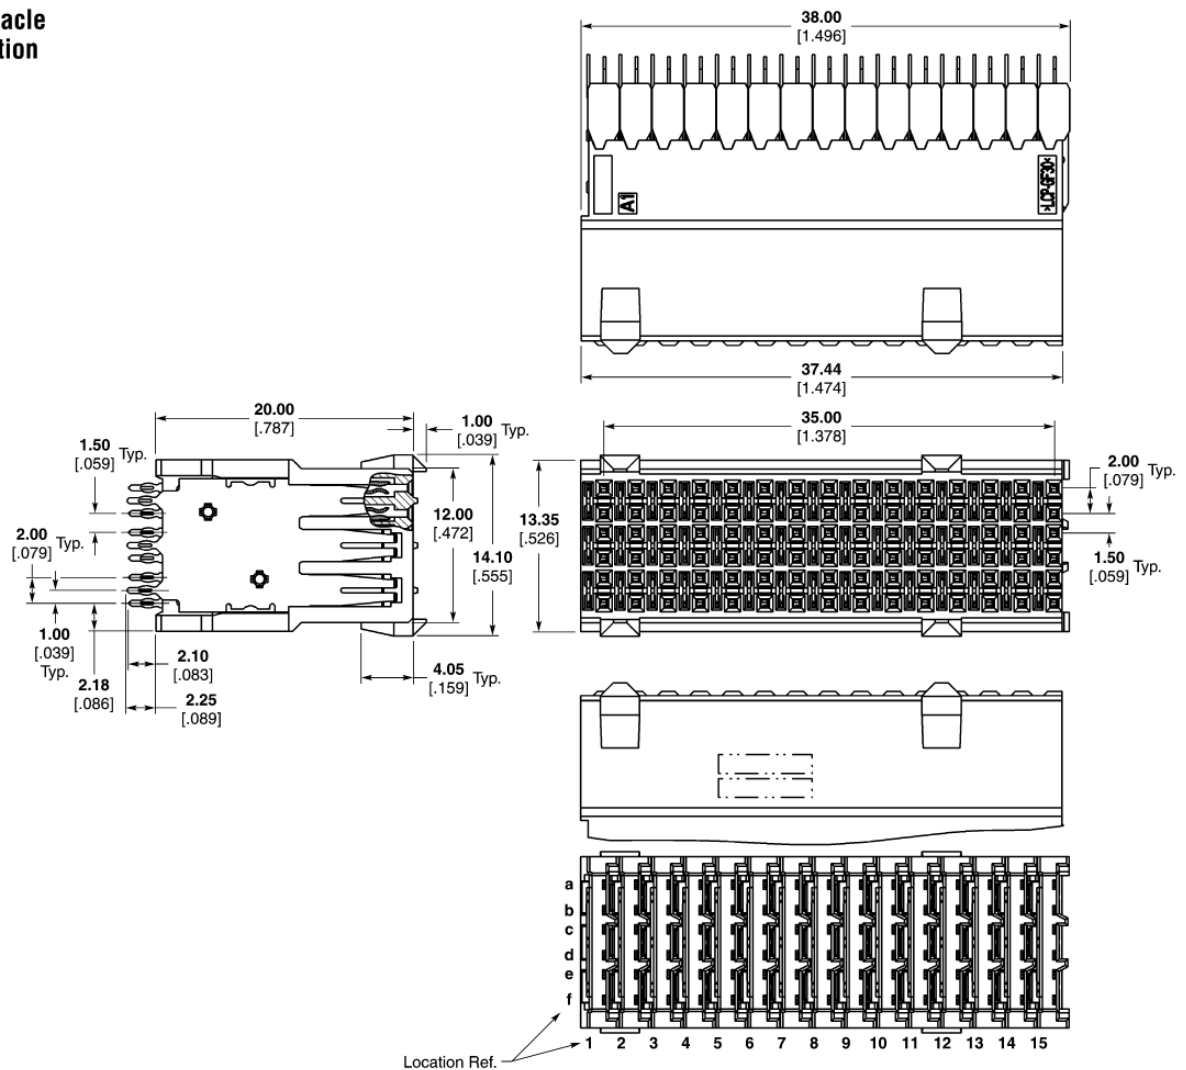 acle
tion
38.00
[1.496]
A1
>LCP-GF30<
37.44
[1.474]
20.00
[.787]
1.00
[.039] Typ.
1.50
[.059] Typ.
2.00
[.079] Typ.
12.00
[.472]
14.10
[.555]
1.00
[.039]
Typ.
2.10
[.083]
2.18
[.086]
2.25
[.089]
4.05
[.159] Typ.
35.00
[1.378]
2.00
[.079] Typ.
13.35
[.526]
1.50
[.059] Typ.
a
b
c
d
e
f
1 2 3 4 5 6 7 8 9 10 11 12 13 14 15
Location Ref.